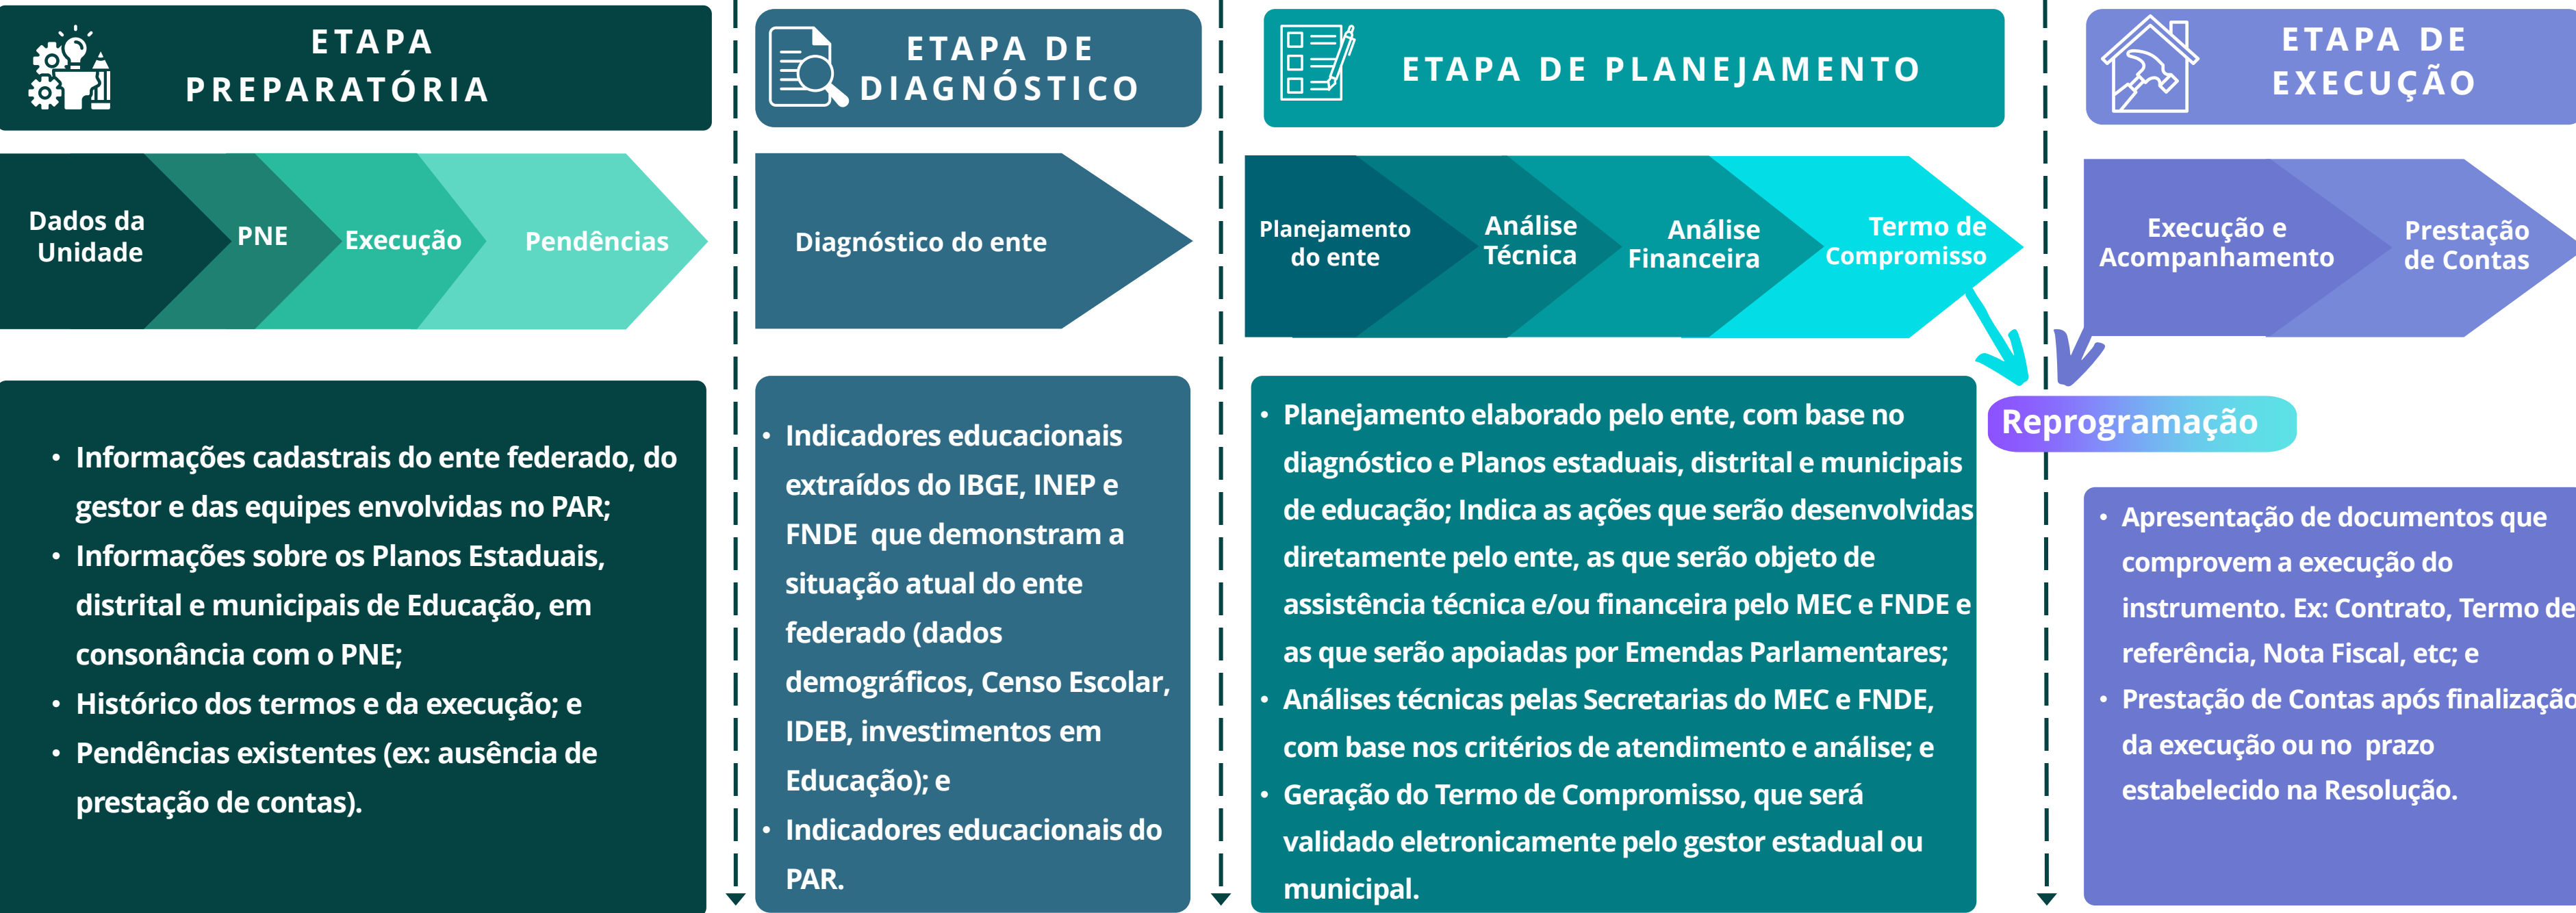 ETAPA
PREPARATÓRIA
Dados da
Unidade
PNE
Execução
Pendências
• Informações cadastrais do ente federado, do
gestor e das equipes envolvidas no PAR;
• Informações sobre os Planos Estaduais,
distrital e municipais de Educação, em
consonância com o PNE;
• Histórico dos termos e da execução; e
• Pendências existentes (ex: ausência de
prestação de contas).
ETAPA DE
DIAGNÓSTICO
Diagnóstico do ente
• Indicadores educacionais
extraídos do IBGE, INEP e
FNDE que demonstram a
situação atual do ente
federado (dados
demográficos, Censo Escolar,
IDEB, investimentos em
Educação); e
• Indicadores educacionais do
PAR.
ETAPA DE PLANEJAMENTO
Planejamento
do ente
Análise
Técnica
Análise
Financeira
Termo de
Compromisso
• Planejamento elaborado pelo ente, com base no
diagnóstico e Planos estaduais, distrital e municipais
de educação; Indica as ações que serão desenvolvidas
diretamente pelo ente, as que serão objeto de
assistência técnica e/ou financeira pelo MEC e FNDE e
as que serão apoiadas por Emendas Parlamentares;
• Análises técnicas pelas Secretarias do MEC e FNDE,
com base nos critérios de atendimento e análise; e
• Geração do Termo de Compromisso, que será
validado eletronicamente pelo gestor estadual ou
municipal.
Reprogramação
ETAPA DE
EXECUÇÃO
Execução e
Acompanhamento
Prestação
de Contas
• Apresentação de documentos que
comprovem a execução do
instrumento. Ex: Contrato, Termo de
referência, Nota Fiscal, etc; e
• Prestação de Contas após finalização
da execução ou no prazo
estabelecido na Resolução.